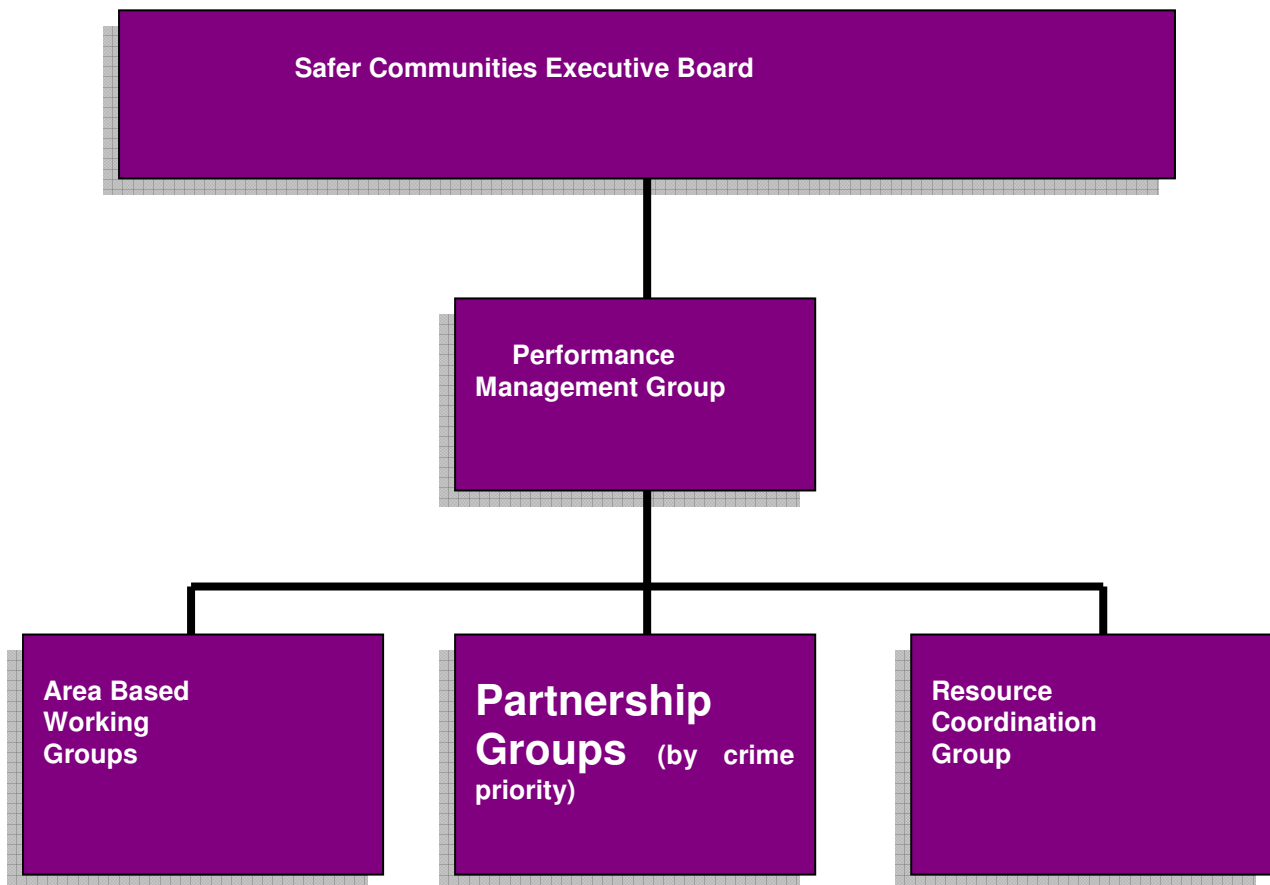 Safer Communities Executive Board
Performance
Management Group
Area Based
Working
Groups
Partnership
Groups (by crime
priority)
Resource
Coordination
Group